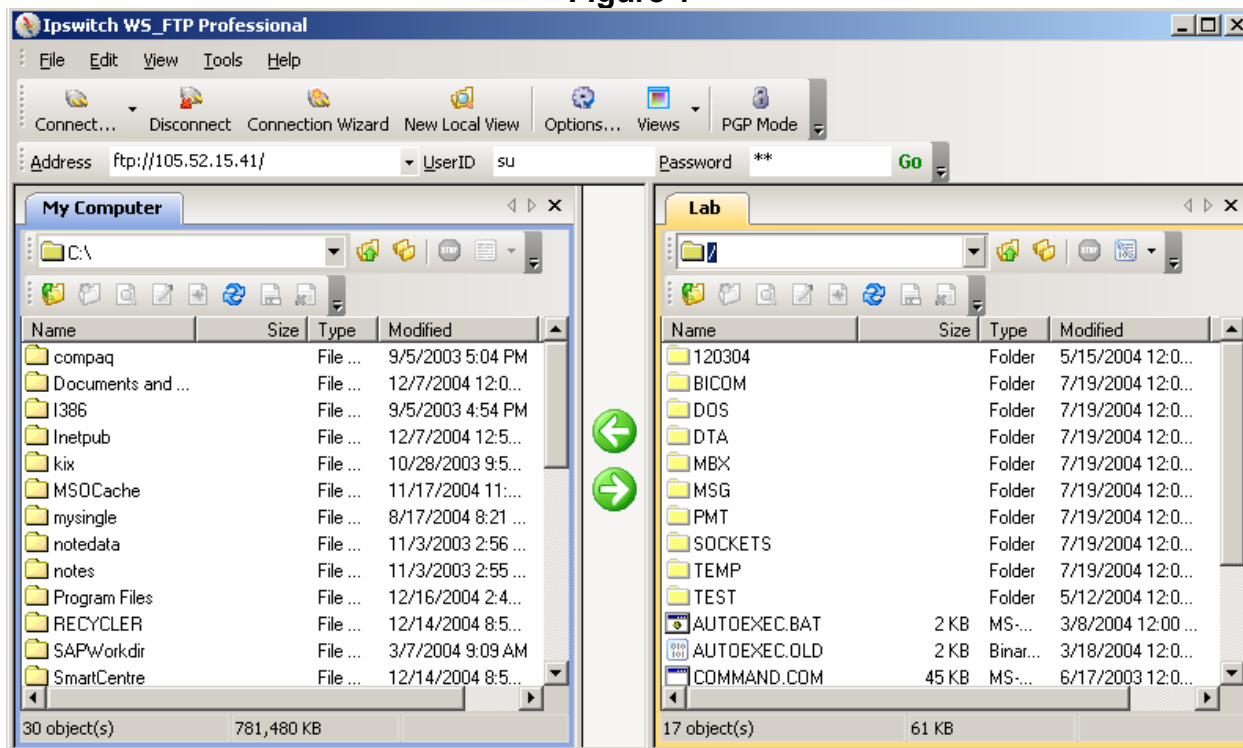 Ipswitch WS_FTP Professional
File Edit View Tools Help
Connect... Disconnect Connection Wizard New Local View Options... Views PGP Mode
Address ftp://105.52.15.41/ UserID su Password ** Go
My Computer
C:\
Name Size Type Modified
compaq File ... 9/5/2003 5:04 PM
Documents and ... File ... 12/7/2004 12:0...
I386 File ... 9/5/2003 4:54 PM
Inetpub File ... 12/7/2004 12:5...
kix File ... 10/28/2003 9:5...
MSOCache File ... 11/17/2004 11:...
mysingle File ... 8/17/2004 8:21 ...
notedata File ... 11/3/2003 2:56 ...
notes File ... 11/3/2003 2:55 ...
Program Files File ... 12/16/2004 2:4...
RECYCLER File ... 12/14/2004 8:5...
SAPWorkdir File ... 3/7/2004 9:09 AM
SmartCentre File ... 12/14/2004 8:5...
30 object(s) 781,480 KB
Lab
/
Name Size Type Modified
120304 Folder 5/15/2004 12:0...
BICOM Folder 7/19/2004 12:0...
DOS Folder 7/19/2004 12:0...
DTA Folder 7/19/2004 12:0...
MBX Folder 7/19/2004 12:0...
MSG Folder 7/19/2004 12:0...
PMT Folder 7/19/2004 12:0...
SOCKETS Folder 7/19/2004 12:0...
TEMP Folder 7/19/2004 12:0...
TEST Folder 5/12/2004 12:0...
AUTOEXEC.BAT 2 KB MS-... 3/8/2004 12:00 ...
AUTOEXEC.OLD 2 KB Binar... 3/18/2004 12:0...
COMMAND.COM 45 KB MS-... 6/17/2003 12:0...
17 object(s) 61 KB